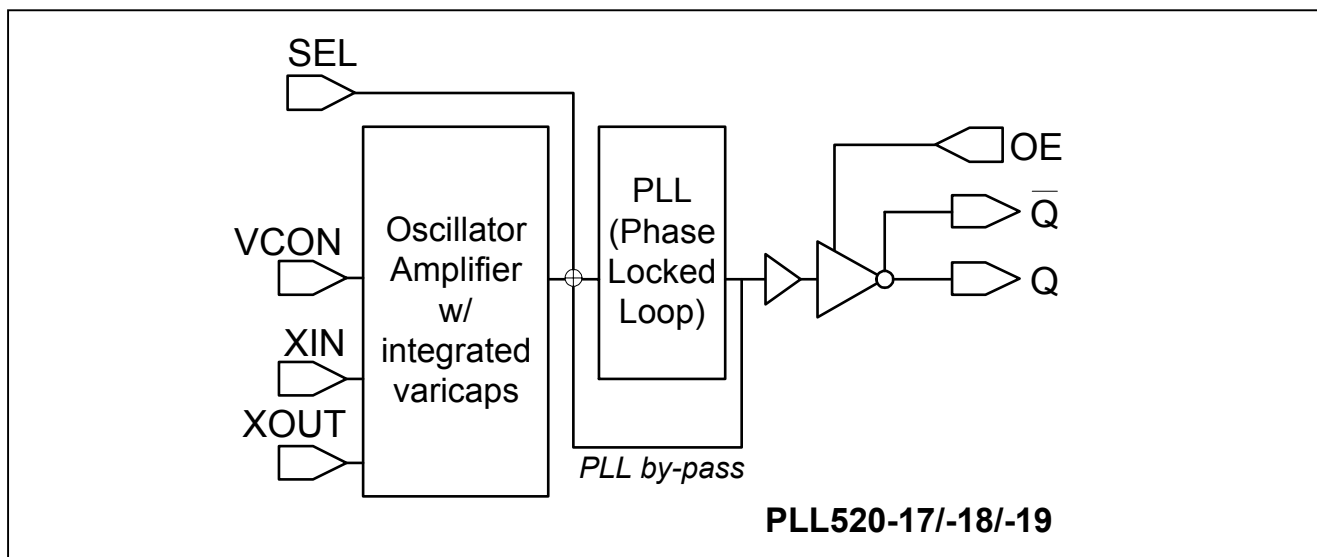 SEL
OE
Q̅
Q
VCON
XIN
XOUT
Oscillator
Amplifier
w/
integrated
varicaps
PLL
(Phase
Locked
Loop)
PLL by-pass
PLL520-17/-18/-19